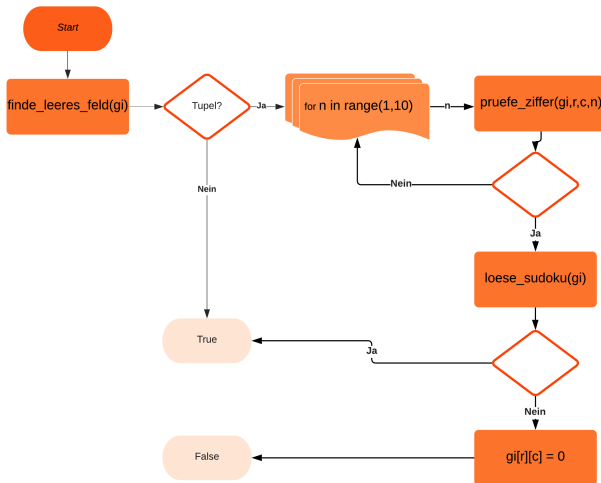 Start
finde_leeres_feld(gi)
Tupel?
Ja
for n in range(1,10)
n
pruefe_ziffer(gi,r,c,n)
Nein
Nein
Ja
loese_sudoku(gi)
True
Ja
Nein
False
gi[r][c] = 0